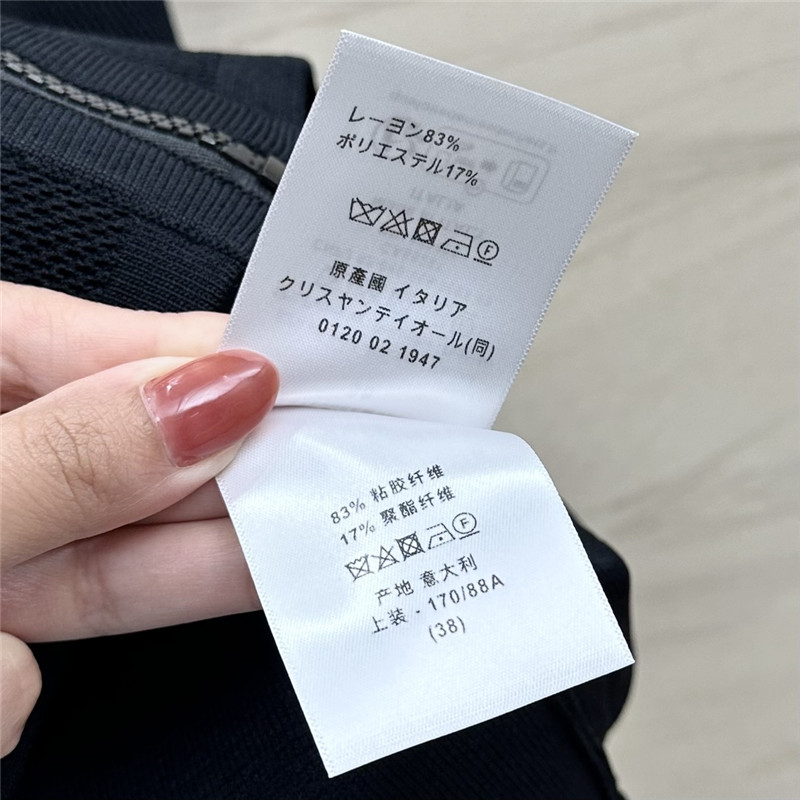 レーヨン83%
ポリエステル17%
F
原產國 イタリア
クリスヤンテイオール(同)
0120 02 1947
83% 粘胶纤维
17% 聚酯纤维
F
产地 意大利
上装 - 170/88A
(38)